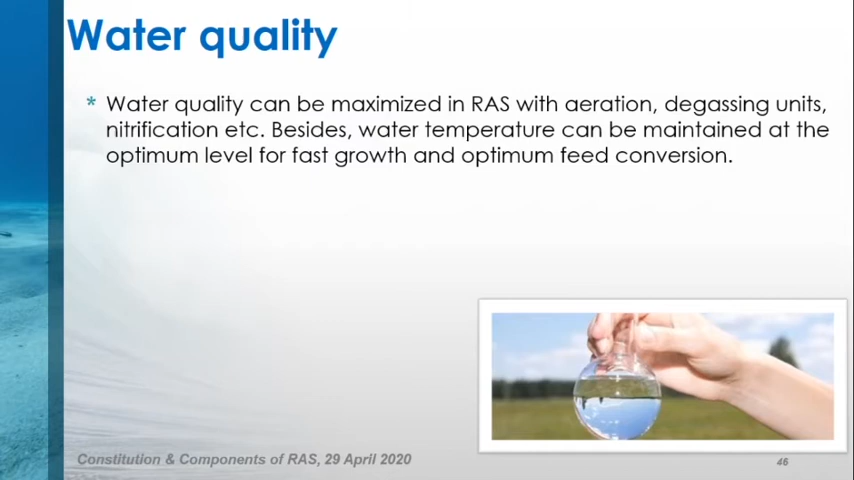 Water quality
* Water quality can be maximized in RAS with aeration, degassing units,
nitrification etc. Besides, water temperature can be maintained at the
optimum level for fast growth and optimum feed conversion.
Constitution & Components of RAS, 29 April 2020
46